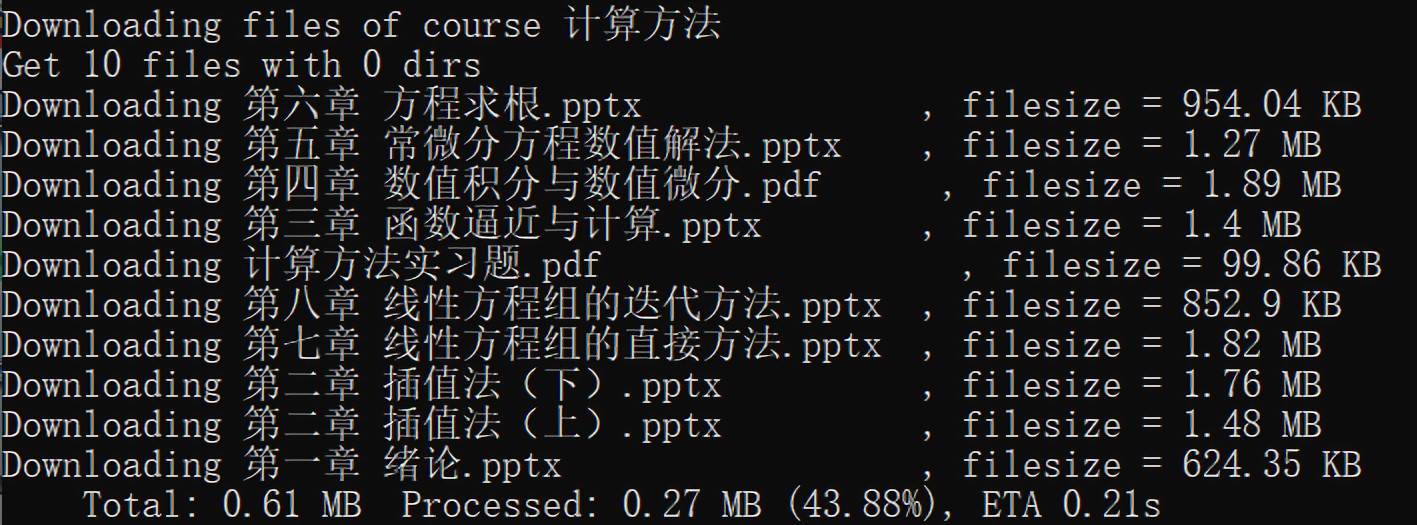 Downloading files of course 计算方法
Get 10 files with 0 dirs
Downloading 第六章 方程求根.pptx , filesize = 954.04 KB
Downloading 第五章 常微分方程数值解法.pptx , filesize = 1.27 MB
Downloading 第四章 数值积分与数值微分.pdf , filesize = 1.89 MB
Downloading 第三章 函数逼近与计算.pptx , filesize = 1.4 MB
Downloading 计算方法实习题.pdf , filesize = 99.86 KB
Downloading 第八章 线性方程组的迭代方法.pptx , filesize = 852.9 KB
Downloading 第七章 线性方程组的直接方法.pptx , filesize = 1.82 MB
Downloading 第二章 插值法（下）.pptx , filesize = 1.76 MB
Downloading 第二章 插值法（上）.pptx , filesize = 1.48 MB
Downloading 第一章 绪论.pptx , filesize = 624.35 KB
Total: 0.61 MB Processed: 0.27 MB (43.88%), ETA 0.21s